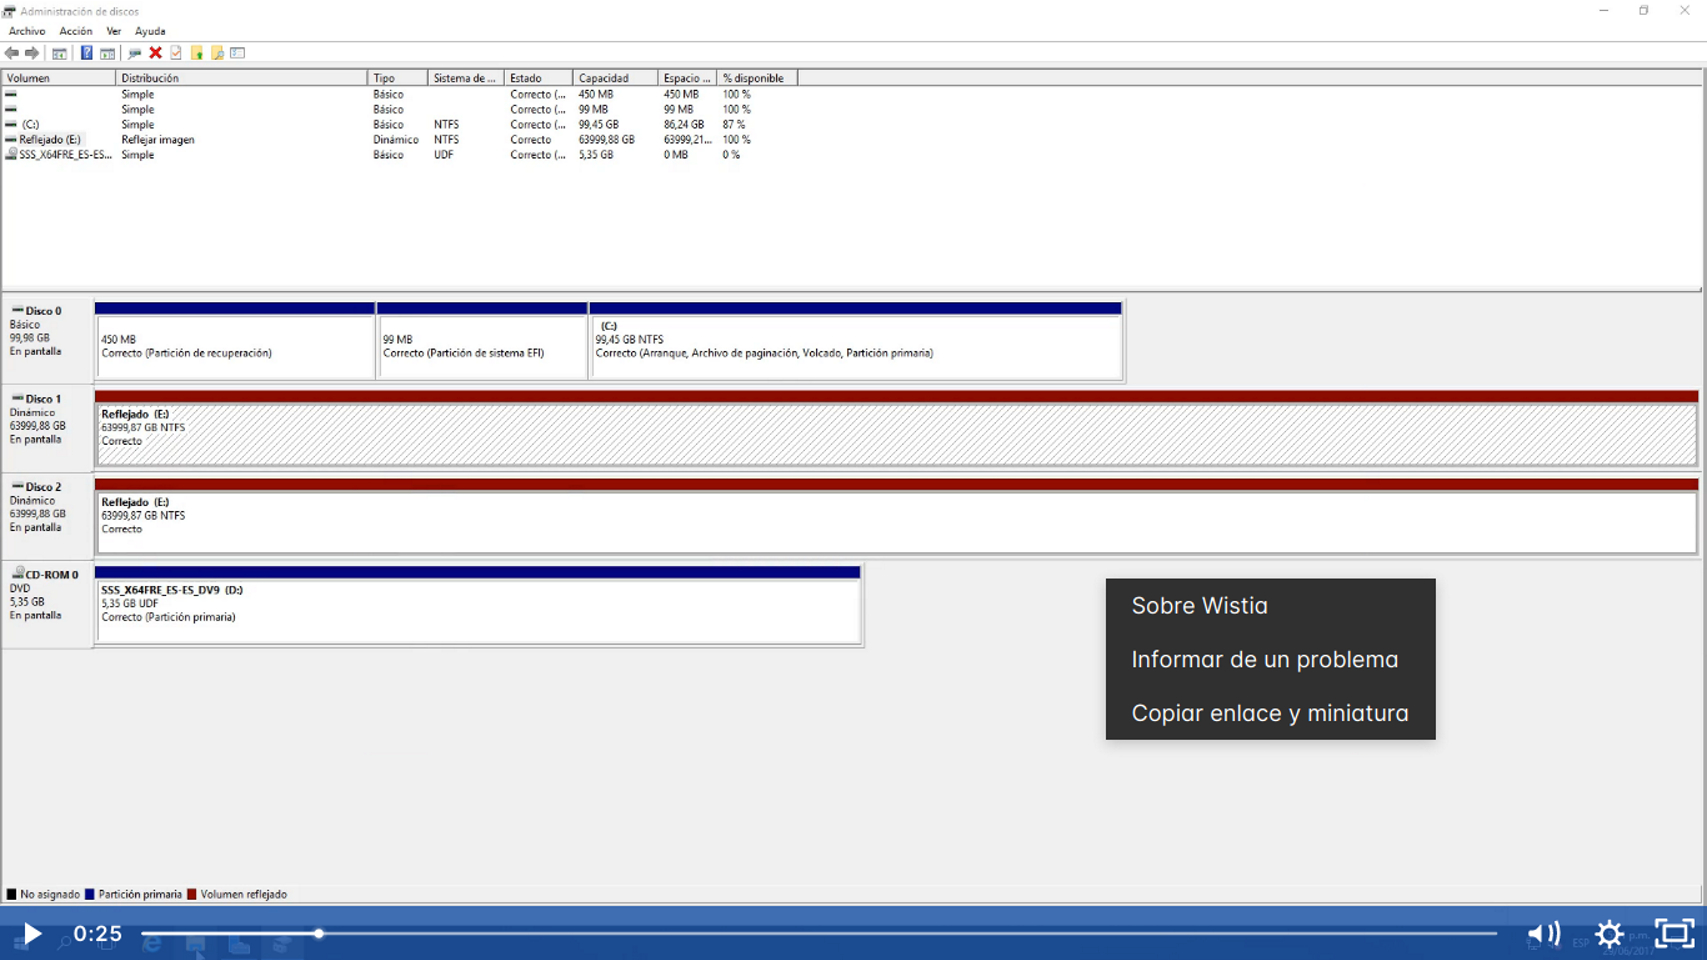 Administración de discos
Archivo Acción Ver Ayuda
Volumen Distribución Tipo Sistema de ... Estado Capacidad Espacio ... % disponible
Simple Básico Correcto (... 450 MB 450 MB 100 %
Simple Básico Correcto (... 99 MB 99 MB 100 %
(C:) Simple Básico NTFS Correcto (... 99,45 GB 86,24 GB 87 %
Reflejado (E:) Reflejar imagen Dinámico NTFS Correcto 63999,88 GB 63999,21... 100 %
SSS_X64FRE_ES-ES... Simple Básico UDF Correcto (... 5,35 GB 0 MB 0 %
Disco 0
Básico
99,98 GB
En pantalla
450 MB
Correcto (Partición de recuperación)
99 MB
Correcto (Partición de sistema EFI)
(C:)
99,45 GB NTFS
Correcto (Arranque, Archivo de paginación, Volcado, Partición primaria)
Disco 1
Dinámico
63999,88 GB
En pantalla
Reflejado (E:)
63999,87 GB NTFS
Correcto
Disco 2
Dinámico
63999,88 GB
En pantalla
Reflejado (E:)
63999,87 GB NTFS
Correcto
CD-ROM 0
DVD
5,35 GB
En pantalla
SSS_X64FRE_ES-ES_DV9 (D:)
5,35 GB UDF
Correcto (Partición primaria)
Sobre Wistia
Informar de un problema
Copiar enlace y miniatura
No asignado Partición primaria Volumen reflejado
0:25
ESP
p.m.